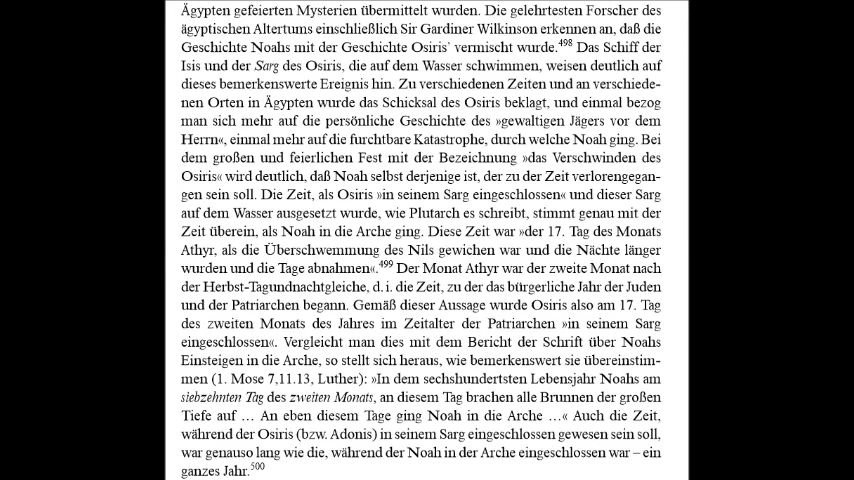 Ägypten gefeierten Mysterien übermittelt wurden. Die gelehrtesten Forscher des
ägyptischen Altertums einschließlich Sir Gardiner Wilkinson erkennen an, daß die
Geschichte Noahs mit der Geschichte Osiris’ vermischt wurde.498 Das Schiff der
Isis und der Sarg des Osiris, die auf dem Wasser schwimmen, weisen deutlich auf
dieses bemerkenswerte Ereignis hin. Zu verschiedenen Zeiten und an verschiede-
nen Orten in Ägypten wurde das Schicksal des Osiris beklagt, und einmal bezog
man sich mehr auf die persönliche Geschichte des »gewaltigen Jägers vor dem
Herrn«, einmal mehr auf die furchtbare Katastrophe, durch welche Noah ging. Bei
dem großen und feierlichen Fest mit der Bezeichnung »das Verschwinden des
Osiris« wird deutlich, daß Noah selbst derjenige ist, der zu der Zeit verlorengegan-
gen sein soll. Die Zeit, als Osiris »in seinem Sarg eingeschlossen« und dieser Sarg
auf dem Wasser ausgesetzt wurde, wie Plutarch es schreibt, stimmt genau mit der
Zeit überein, als Noah in die Arche ging. Diese Zeit war »der 17. Tag des Monats
Athyr, als die Überschwemmung des Nils gewichen war und die Nächte länger
wurden und die Tage abnahmen«.499 Der Monat Athyr war der zweite Monat nach
der Herbst-Tagundnachtgleiche, d. i. die Zeit, zu der das bürgerliche Jahr der Juden
und der Patriarchen begann. Gemäß dieser Aussage wurde Osiris also am 17. Tag
des zweiten Monats des Jahres im Zeitalter der Patriarchen »in seinem Sarg
eingeschlossen«. Vergleicht man dies mit dem Bericht der Schrift über Noahs
Einsteigen in die Arche, so stellt sich heraus, wie bemerkenswert sie übereinstim-
men (1. Mose 7,11.13, Luther): »In dem sechshundertsten Lebensjahr Noahs am
siebzehnten Tag des zweiten Monats, an diesem Tag brachen alle Brunnen der großen
Tiefe auf … An eben diesem Tage ging Noah in die Arche …« Auch die Zeit,
während der Osiris (bzw. Adonis) in seinem Sarg eingeschlossen gewesen sein soll,
war genauso lang wie die, während der Noah in der Arche eingeschlossen war – ein
ganzes Jahr.500